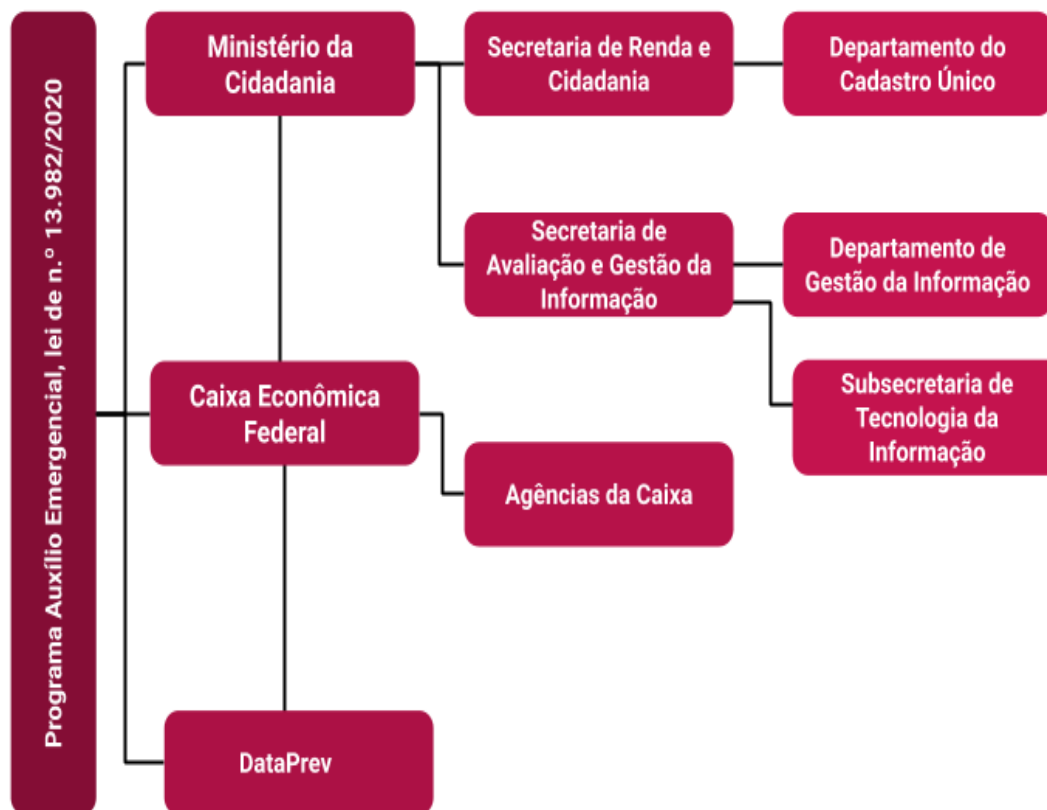 Programa Auxílio Emergencial, lei de n.º 13.982/2020
Ministério da
Cidadania
Secretaria de Renda e
Cidadania
Departamento do
Cadastro Único
Secretaria de
Avaliação e Gestão da
Informação
Departamento de
Gestão da Informação
Subsecretaria de
Tecnologia da
Informação
Caixa Econômica
Federal
Agências da Caixa
DataPrev